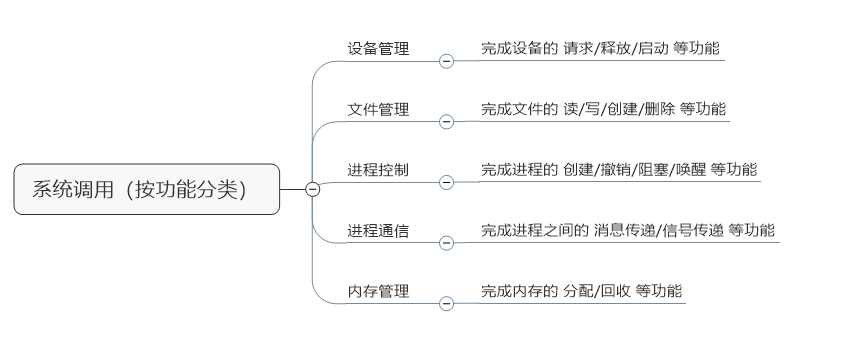 设备管理 完成设备的 请求/释放/启动 等功能
文件管理 完成文件的 读/写/创建/删除 等功能
进程控制 完成进程的 创建/撤销/阻塞/唤醒 等功能
系统调用（按功能分类）
进程通信 完成进程之间的 消息传递/信号传递 等功能
内存管理 完成内存的 分配/回收 等功能